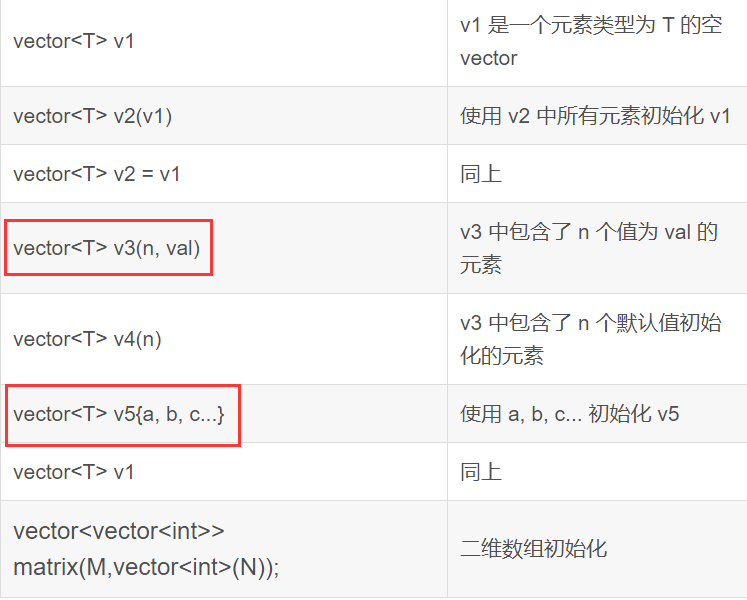 vector<T> v1
v1 是一个元素类型为 T 的空
vector
vector<T> v2(v1)
使用 v2 中所有元素初始化 v1
vector<T> v2 = v1
同上
vector<T> v3(n, val)
v3 中包含了 n 个值为 val 的
元素
vector<T> v4(n)
v3 中包含了 n 个默认值初始
化的元素
vector<T> v5{a, b, c...}
使用 a, b, c... 初始化 v5
vector<T> v1
同上
vector<vector<int>>
matrix(M,vector<int>(N));
二维数组初始化